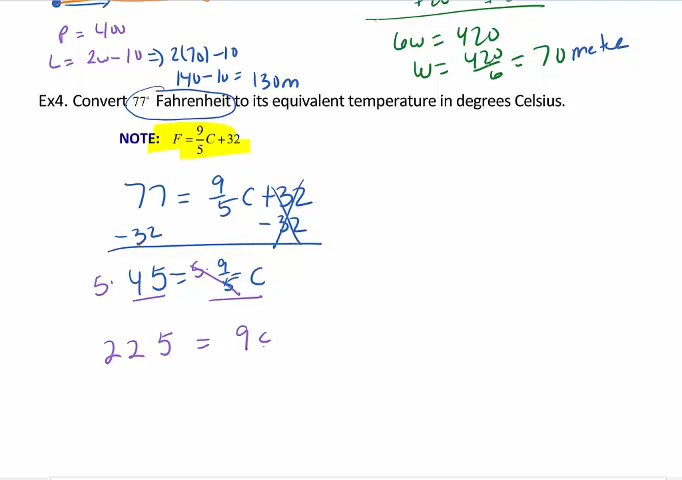 P = 400
L = 2w-10 => 2(70)-10
140-10 = 130m
6w = 420
w = 420/6 = 70 meter
Ex4. Convert 77° Fahrenheit to its equivalent temperature in degrees Celsius.
NOTE: F = 9/5 C + 32
77 = 9/5 C + 32
-32 -32
5· 45 = 5· 9/5 C
225 = 9C